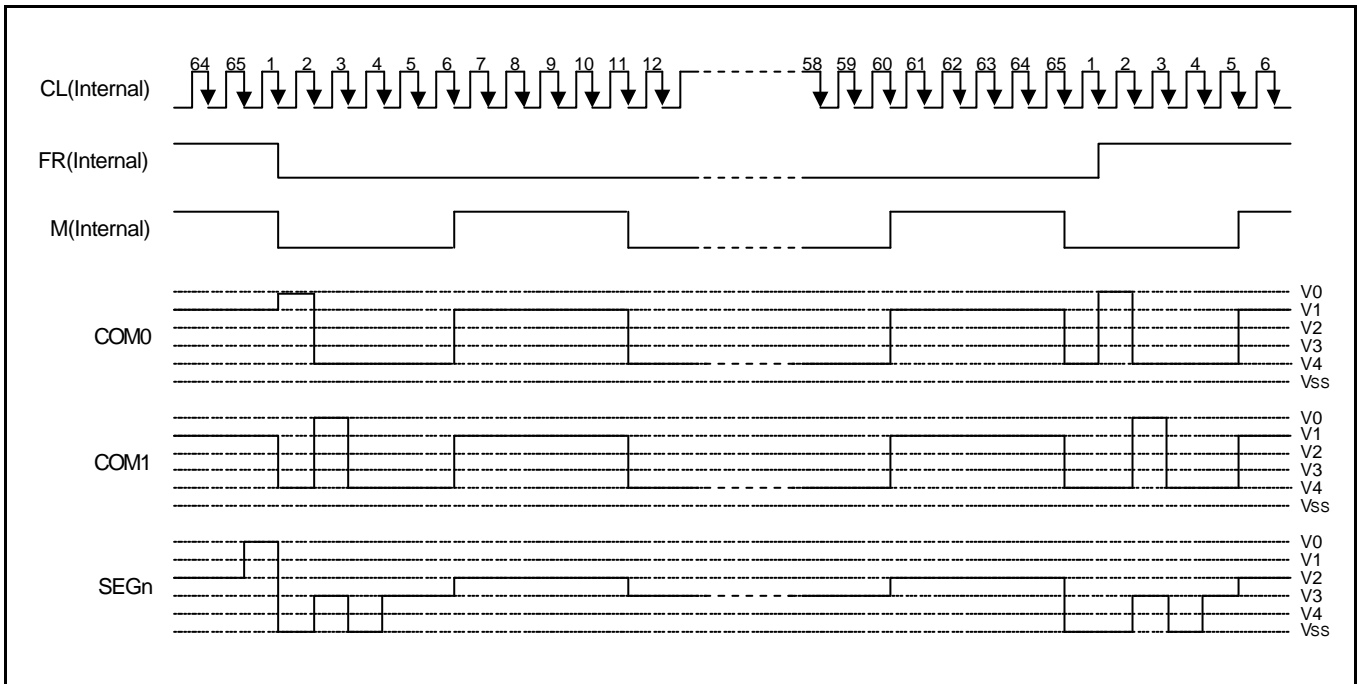 64 65 1 2 3 4 5 6 7 8 9 10 11 12 58 59 60 61 62 63 64 65 1 2 3 4 5 6
CL(Internal)
FR(Internal)
M(Internal)
COM0
V0
V1
V2
V3
V4
Vss
COM1
V0
V1
V2
V3
V4
Vss
SEGn
V0
V1
V2
V3
V4
Vss